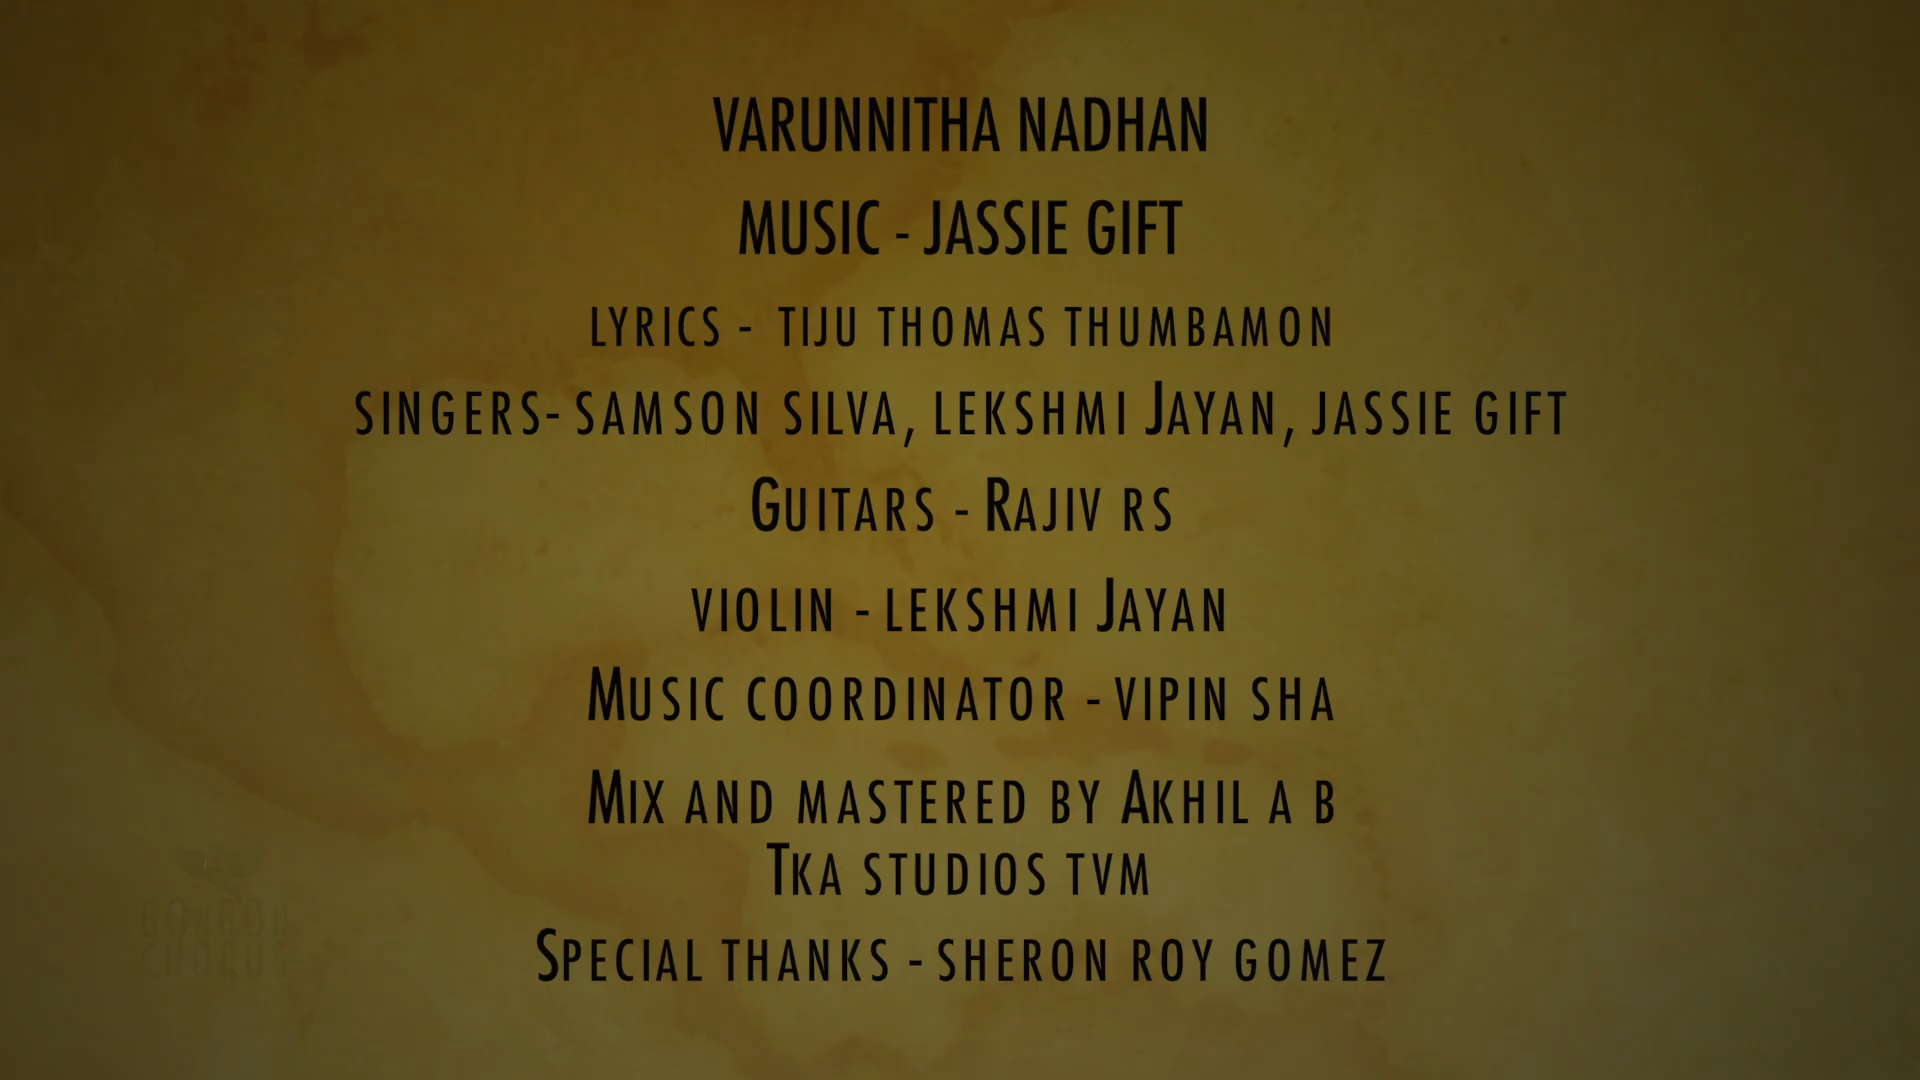 VARUNNITHA NADHAN
MUSIC - JASSIE GIFT
LYRICS - TIJU THOMAS THUMBAMON
SINGERS- SAMSON SILVA, LEKSHMI JAYAN, JASSIE GIFT
GUITARS - RAJIV RS
VIOLIN - LEKSHMI JAYAN
MUSIC COORDINATOR - VIPIN SHA
MIX AND MASTERED BY AKHIL A B
TKA STUDIOS TVM
SPECIAL THANKS - SHERON ROY GOMEZ
BONBON
CHORUS